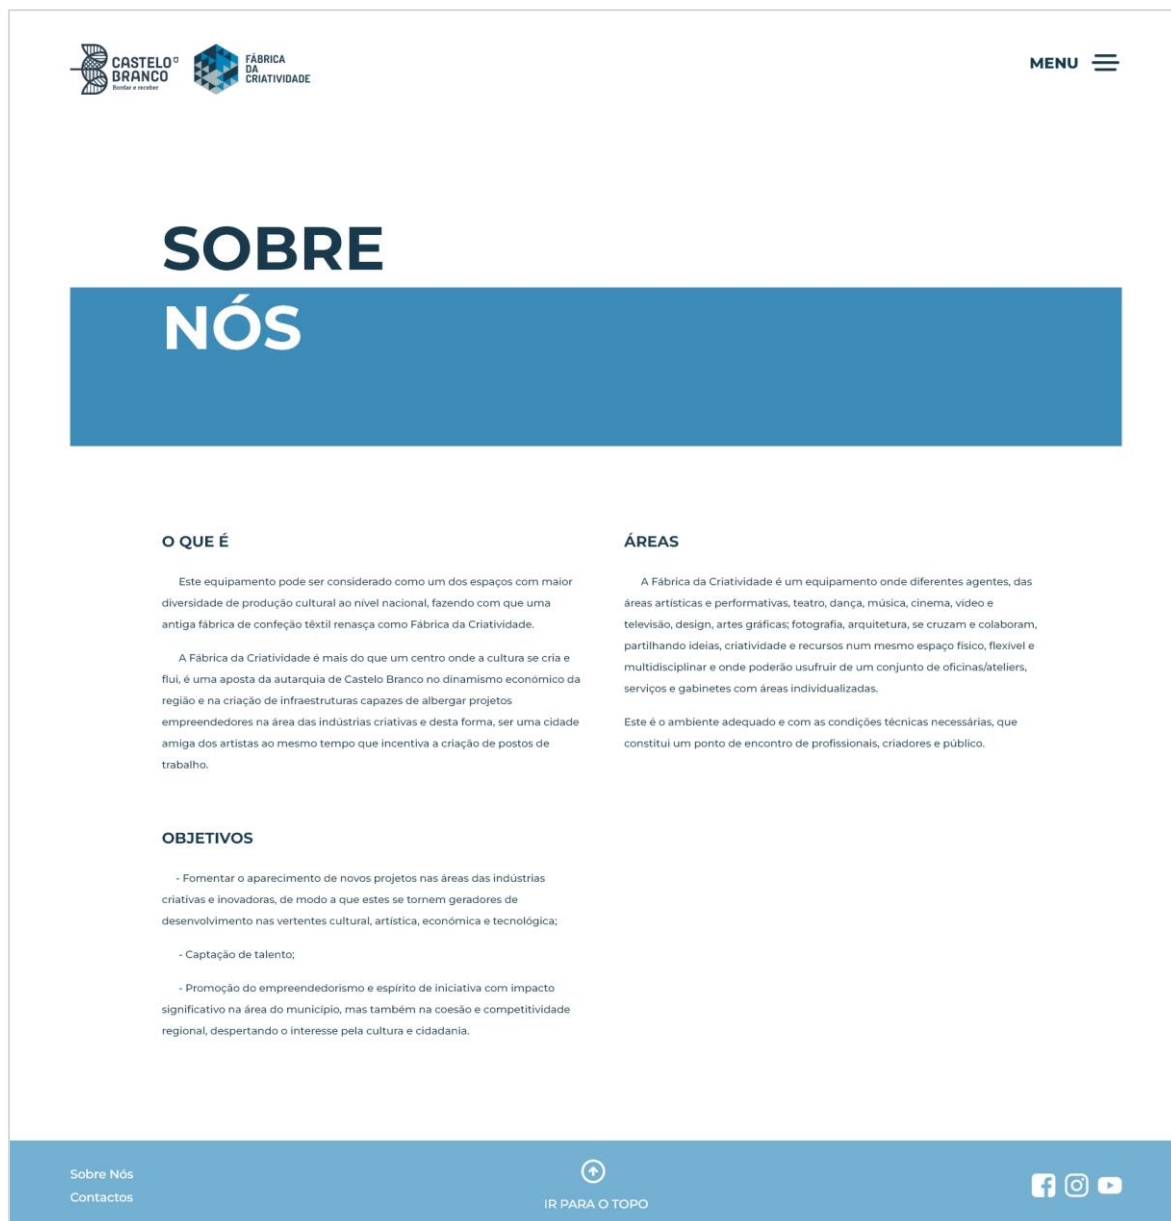 CASTELO
BRANCO
Bordar e receber
FÁBRICA
DA
CRIATIVIDADE
MENU
SOBRE
NÓS
O QUE É
Este equipamento pode ser considerado como um dos espaços com maior
diversidade de produção cultural ao nível nacional, fazendo com que uma
antiga fábrica de confeção têxtil renasça como Fábrica da Criatividade.
A Fábrica da Criatividade é mais do que um centro onde a cultura se cria e
flui, é uma aposta da autarquia de Castelo Branco no dinamismo económico da
região e na criação de infraestruturas capazes de albergar projetos
empreendedores na área das indústrias criativas e desta forma, ser uma cidade
amiga dos artistas ao mesmo tempo que incentiva a criação de postos de
trabalho.
OBJETIVOS
- Fomentar o aparecimento de novos projetos nas áreas das indústrias
criativas e inovadoras, de modo a que estes se tornem geradores de
desenvolvimento nas vertentes cultural, artística, económica e tecnológica;
- Captação de talento;
- Promoção do empreendedorismo e espírito de iniciativa com impacto
significativo na área do município, mas também na coesão e competitividade
regional, despertando o interesse pela cultura e cidadania.
ÁREAS
A Fábrica da Criatividade é um equipamento onde diferentes agentes, das
áreas artísticas e performativas, teatro, dança, música, cinema, vídeo e
televisão, design, artes gráficas; fotografia, arquitetura, se cruzam e colaboram,
partilhando ideias, criatividade e recursos num mesmo espaço físico, flexível e
multidisciplinar e onde poderão usufruir de um conjunto de oficinas/ateliers,
serviços e gabinetes com áreas individualizadas.
Este é o ambiente adequado e com as condições técnicas necessárias, que
constitui um ponto de encontro de profissionais, criadores e público.
Sobre Nós
Contactos
IR PARA O TOPO